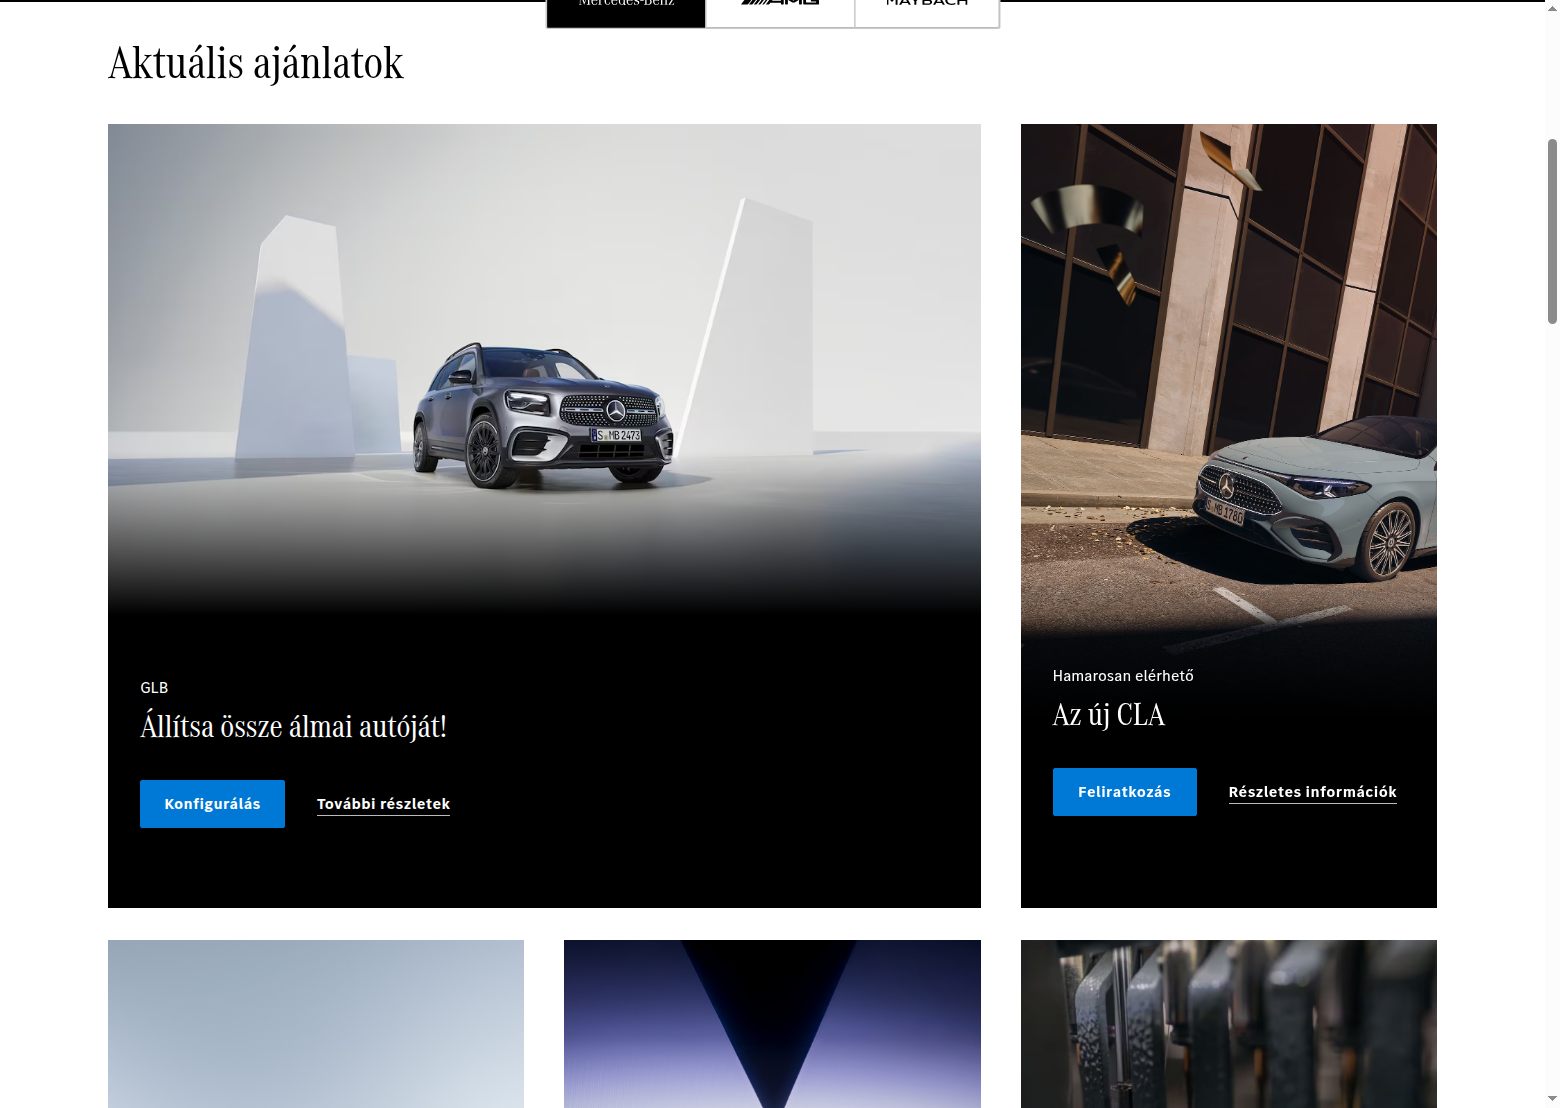 Mercedes-Benz
AMG
MAYBACH
Aktuális ajánlatok
S MB 2473
S MB 1780
GLB
Állítsa össze álmai autóját!
Konfigurálás
További részletek
Hamarosan elérhető
Az új CLA
Feliratkozás
Részletes információk